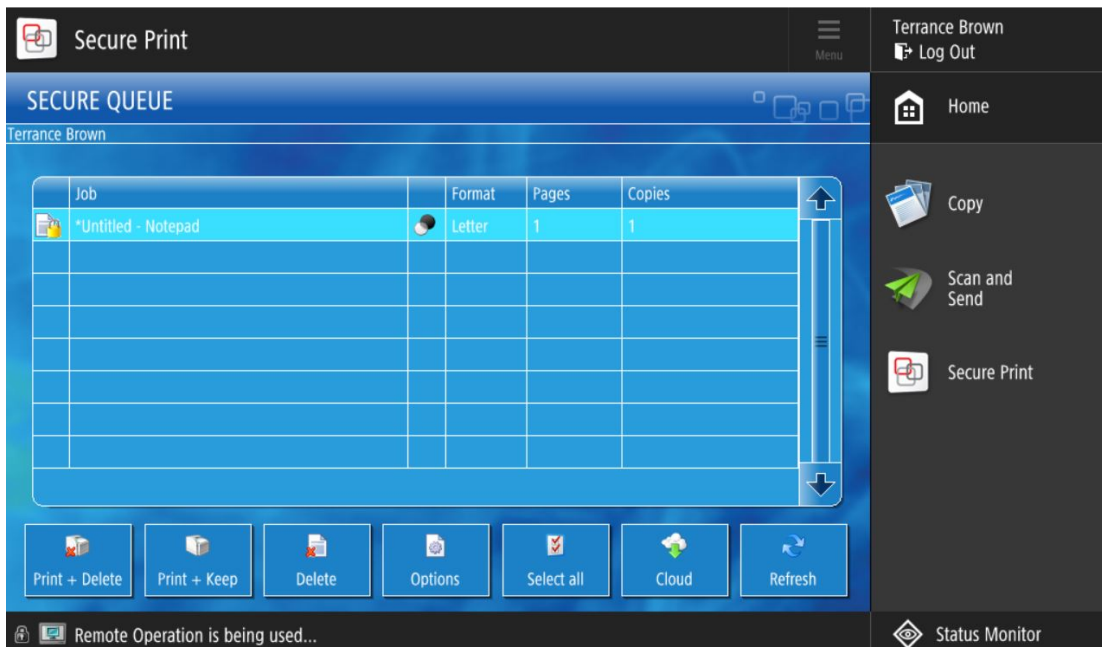 Secure Print
Menu
Terrance Brown
Log Out
SECURE QUEUE
Terrance Brown
Home
Job Format Pages Copies
*Untitled - Notepad Letter 1 1
Copy
Scan and
Send
Secure Print
Print + Delete Print + Keep Delete Options Select all Cloud Refresh
Remote Operation is being used...
Status Monitor